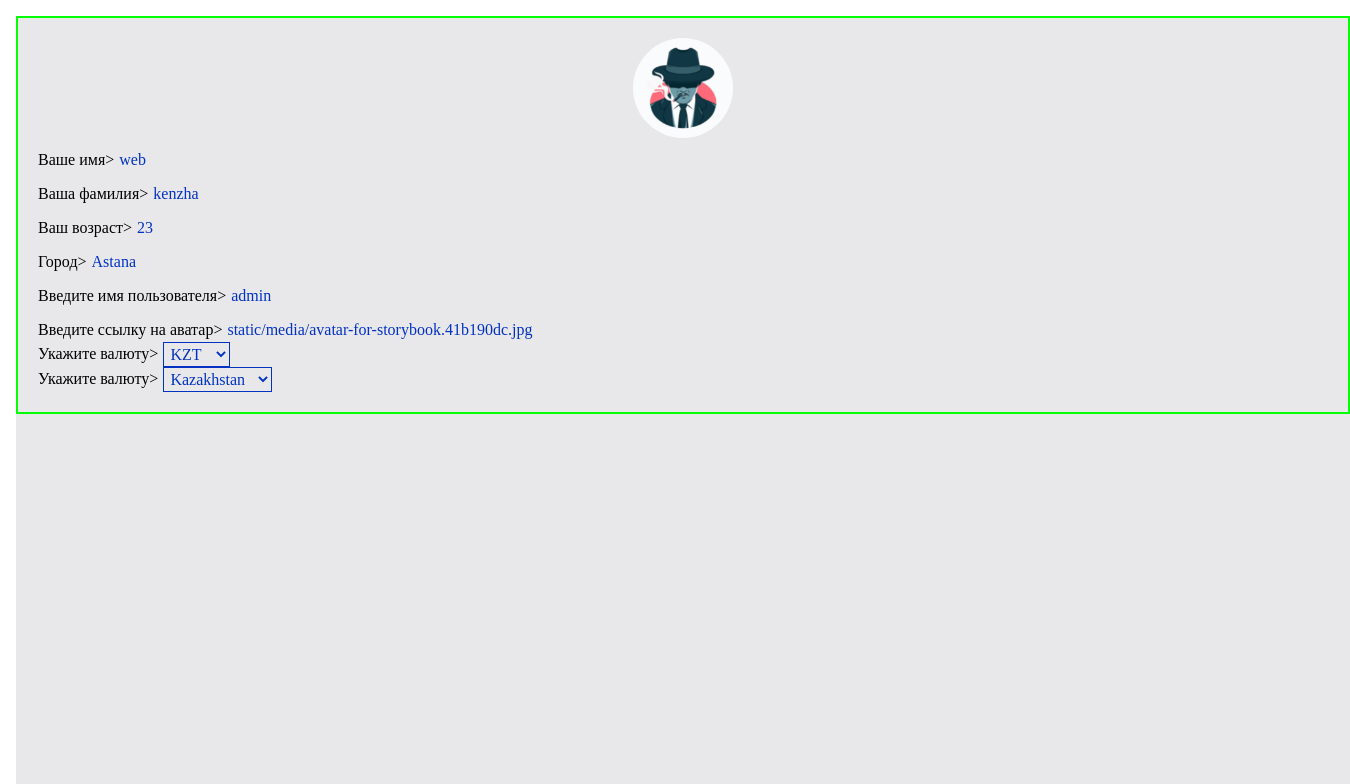 Ваше имя> web
Ваша фамилия> kenzha
Ваш возраст> 23
Город> Astana
Введите имя пользователя> admin
Введите ссылку на аватар> static/media/avatar-for-storybook.41b190dc.jpg
Укажите валюту> KZT
Укажите валюту> Kazakhstan